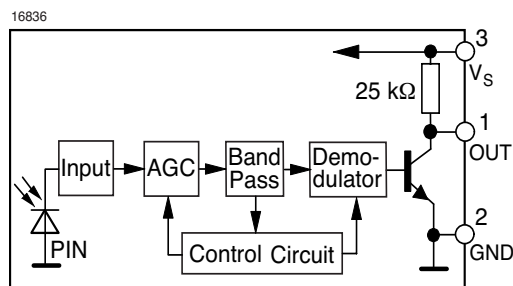 16836
3
V_S
25 kΩ
1
OUT
Input
AGC
Band
Pass
Demo-
dulator
2
GND
PIN
Control Circuit